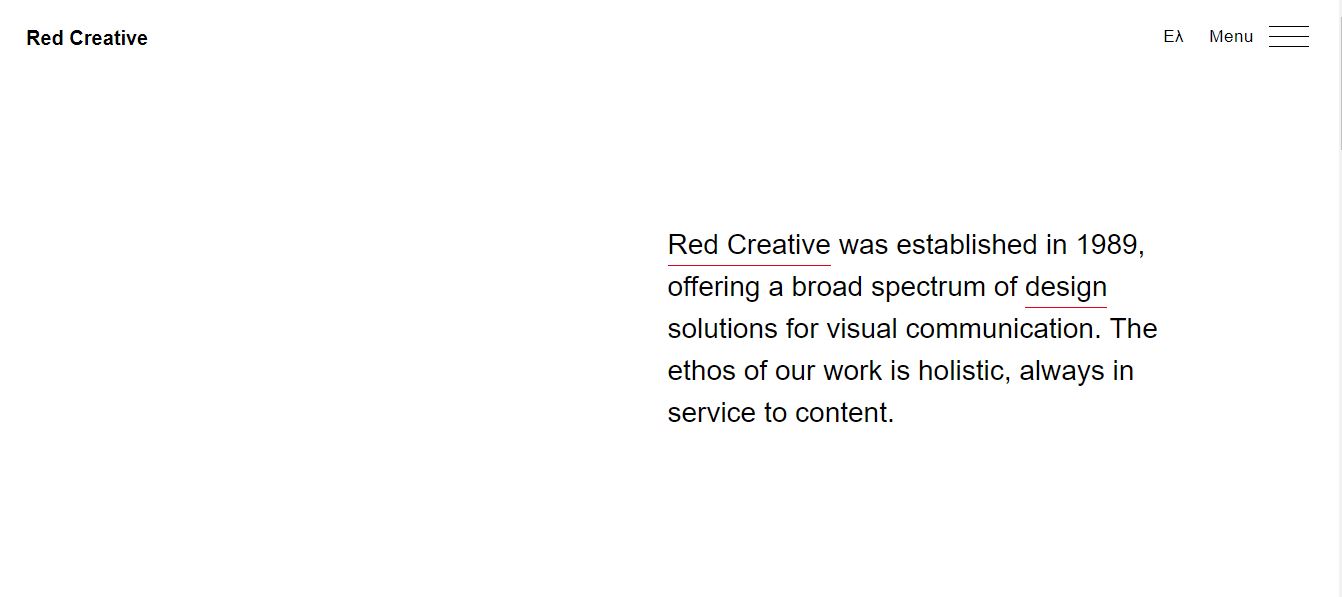 Red Creative
Ελ Menu
Red Creative was established in 1989,
offering a broad spectrum of design
solutions for visual communication. The
ethos of our work is holistic, always in
service to content.